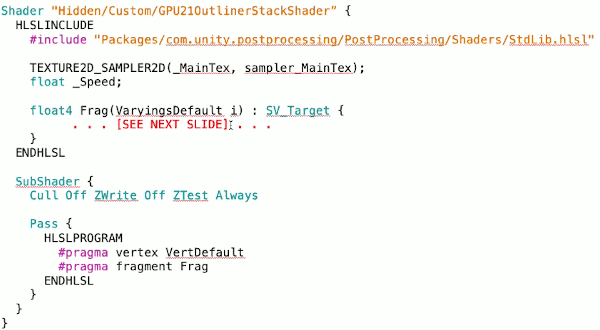 Shader "Hidden/Custom/GPU21OutlinerStackShader” {
HLSLINCLUDE
#include "Packages/com.unity.postprocessing/PostProcessing/Shaders/StdLib.hlsl"
TEXTURE2D_SAMPLER2D(_MainTex, sampler_MainTex);
float _Speed;
float4 Frag(VaryingsDefault i) : SV_Target {
. . . [SEE NEXT SLIDE] . . .
}
ENDHLSL
SubShader {
Cull Off ZWrite Off ZTest Always
Pass {
HLSLPROGRAM
#pragma vertex VertDefault
#pragma fragment Frag
ENDHLSL
}
}
}